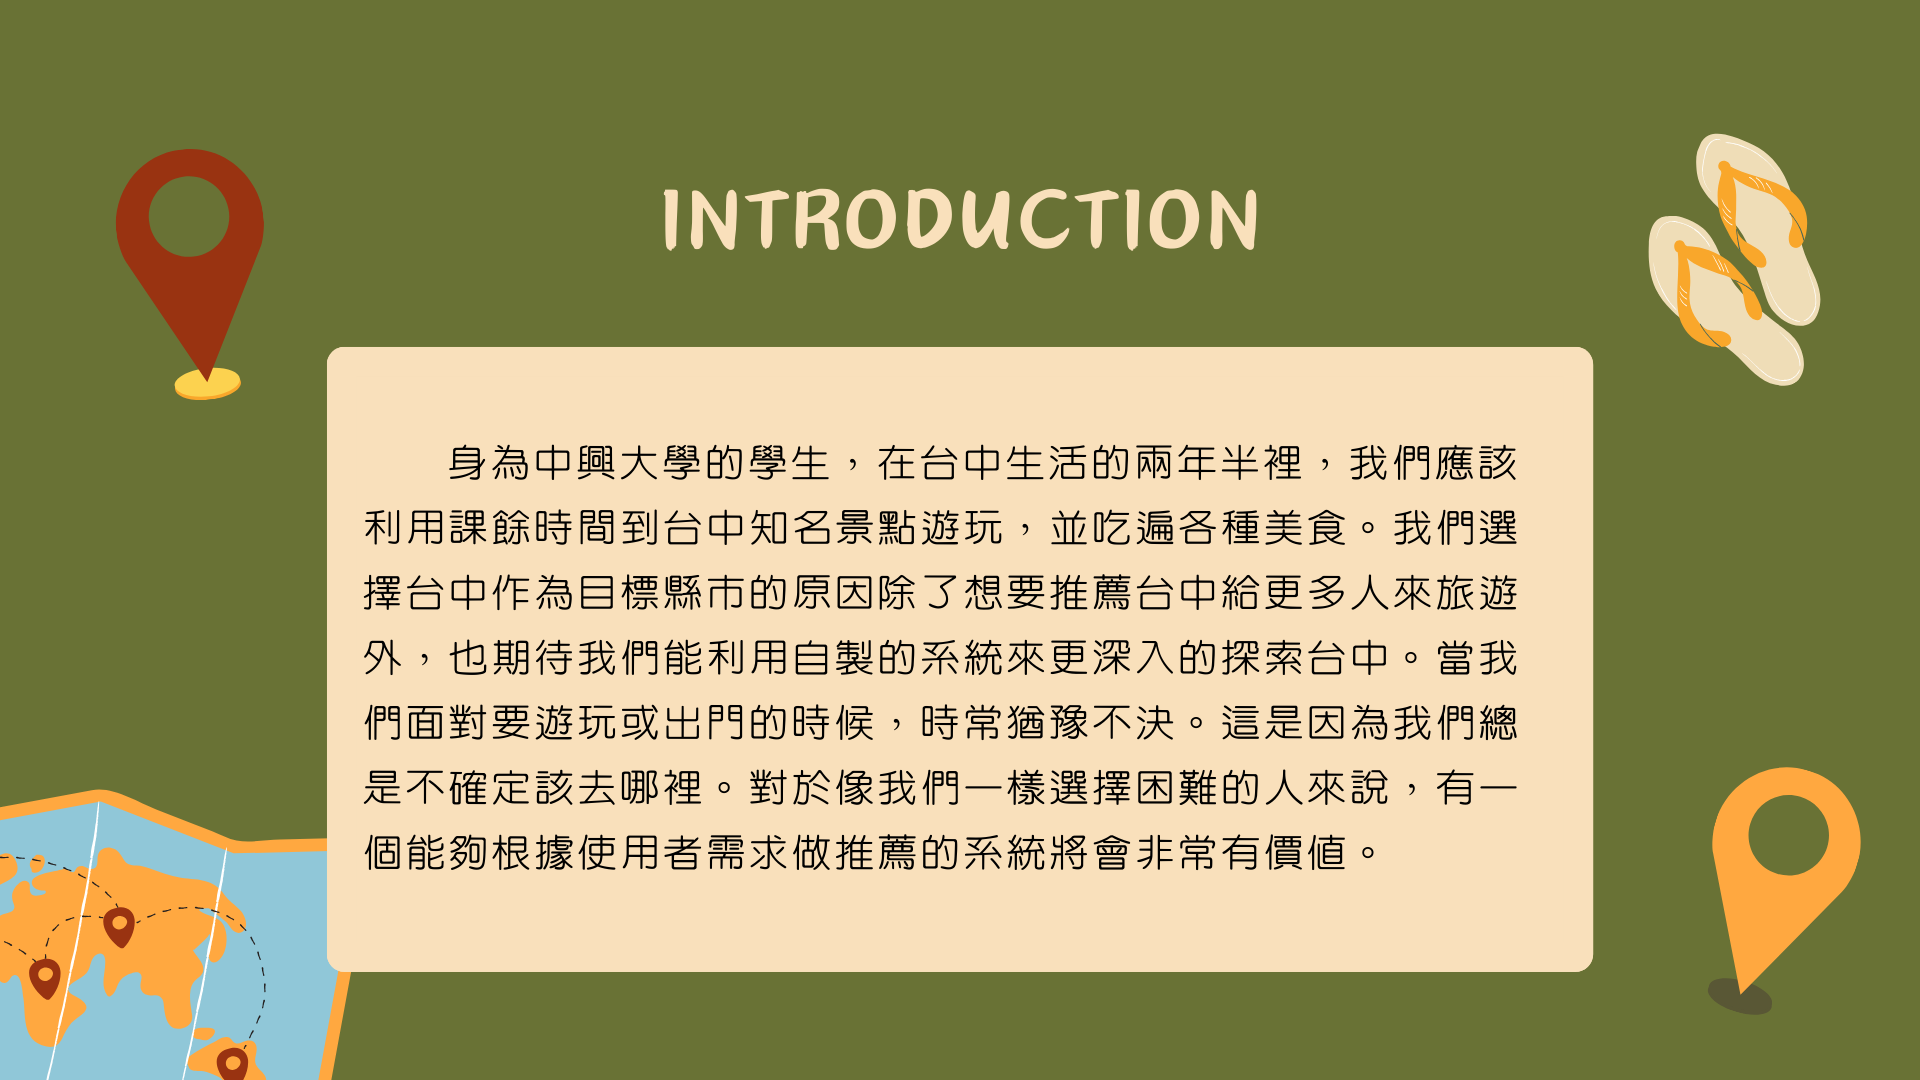 INTRODUCTION
身為中興大學的學生，在台中生活的兩年半裡，我們應該
利用課餘時間到台中知名景點遊玩，並吃遍各種美食。我們選
擇台中作為目標縣市的原因除了想要推薦台中給更多人來旅遊
外，也期待我們能利用自製的系統來更深入的探索台中。當我
們面對要遊玩或出門的時候，時常猶豫不決。這是因為我們總
是不確定該去哪裡。對於像我們一樣選擇困難的人來說，有一
個能夠根據使用者需求做推薦的系統將會非常有價值。